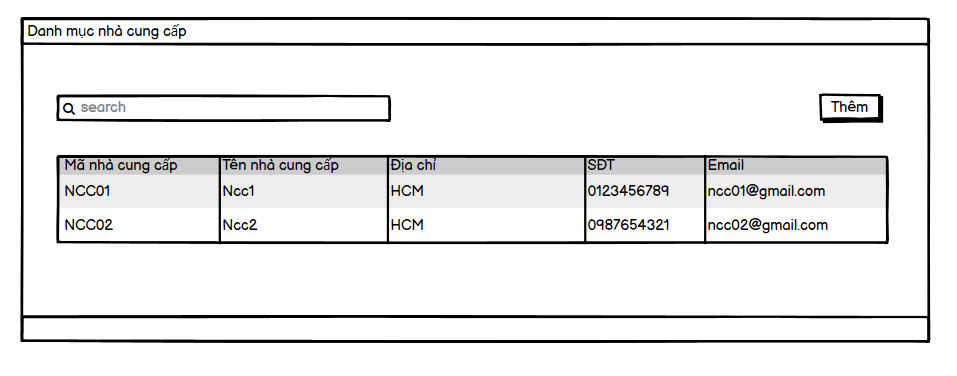 Danh mục nhà cung cấp
search
Thêm
Mã nhà cung cấp Tên nhà cung cấp Địa chỉ SĐT Email
NCC01 Ncc1 HCM 0123456789 ncc01@gmail.com
NCC02 Ncc2 HCM 0987654321 ncc02@gmail.com